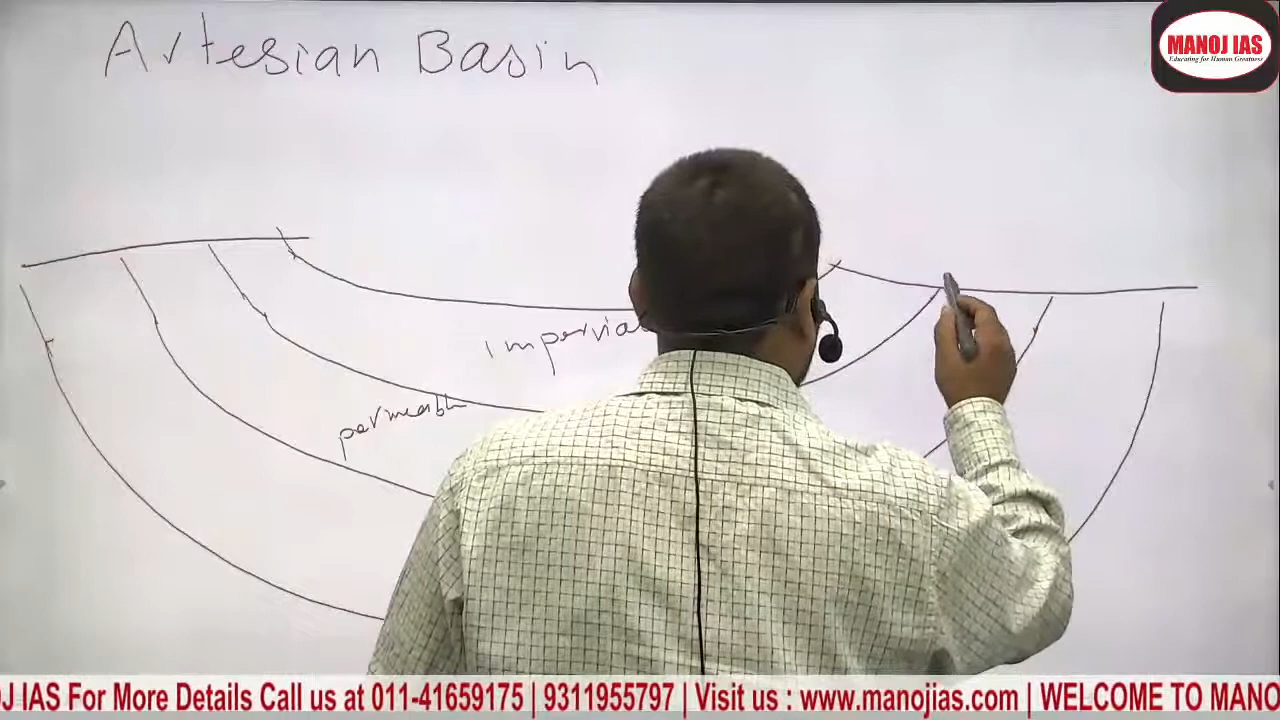 Artesian Basin
MANOJ IAS
Educating for Human Greatness
permeable
OJ IAS For More Details Call us at 011-41659175 | 9311955797 | Visit us : www.manojias.com | WELCOME TO MANO